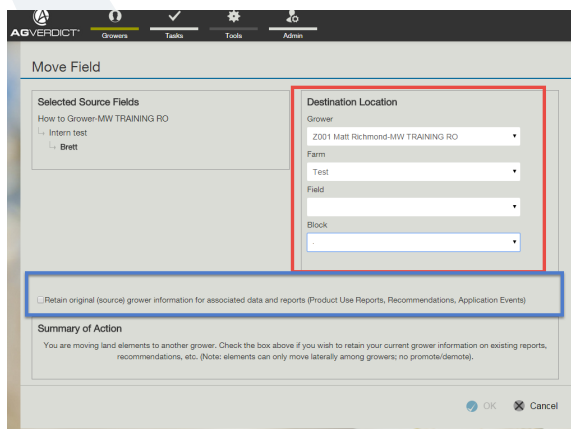 AGVERDICT
Growers Tasks Tools Admin
Move Field
Selected Source Fields
How to Grower-MW TRAINING RO
Intern test
Brett
Destination Location
Grower
Z001 Matt Richmond-MW TRAINING RO
Farm
Test
Field
Block
-
Retain original (source) grower information for associated data and reports (Product Use Reports, Recommendations, Application Events)
Summary of Action
You are moving land elements to another grower. Check the box above if you wish to retain your current grower information on existing reports,
recommendations, etc. (Note: elements can only move laterally among growers; no promote/demote).
OK Cancel